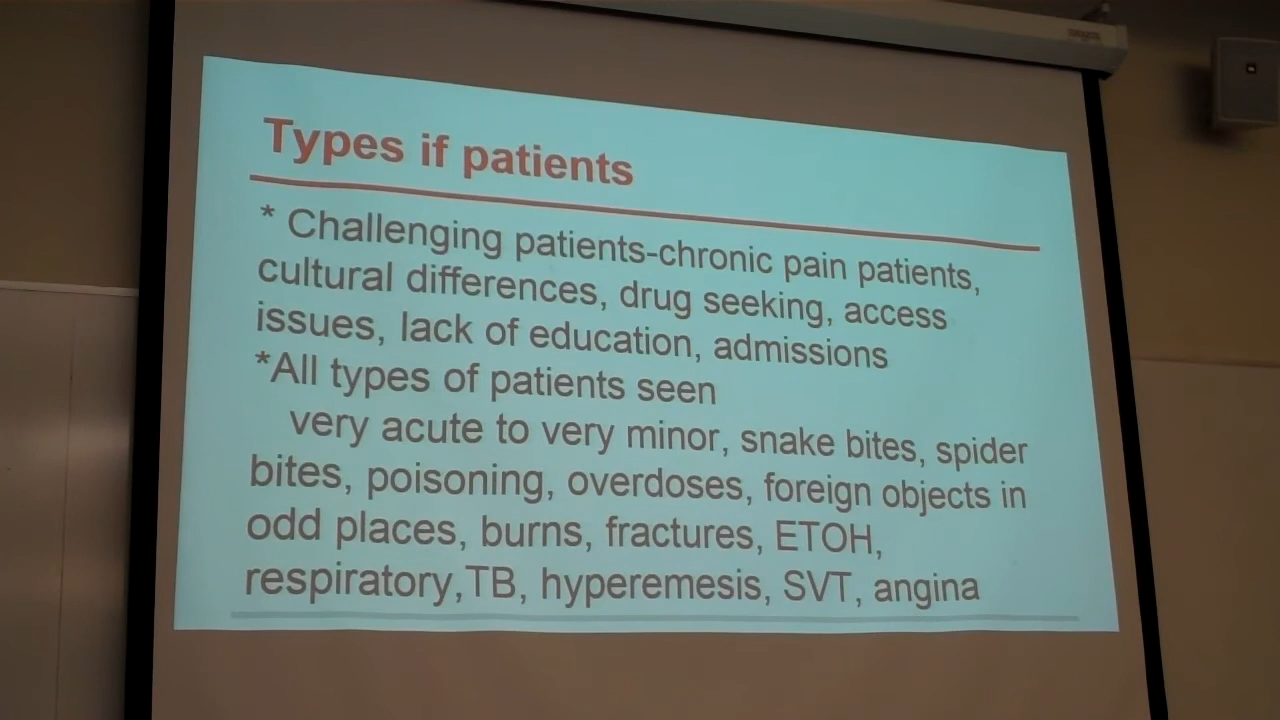 Types if patients
* Challenging patients-chronic pain patients,
cultural differences, drug seeking, access
issues, lack of education, admissions
*All types of patients seen
very acute to very minor, snake bites, spider
bites, poisoning, overdoses, foreign objects in
odd places, burns, fractures, ETOH,
respiratory,TB, hyperemesis, SVT, angina